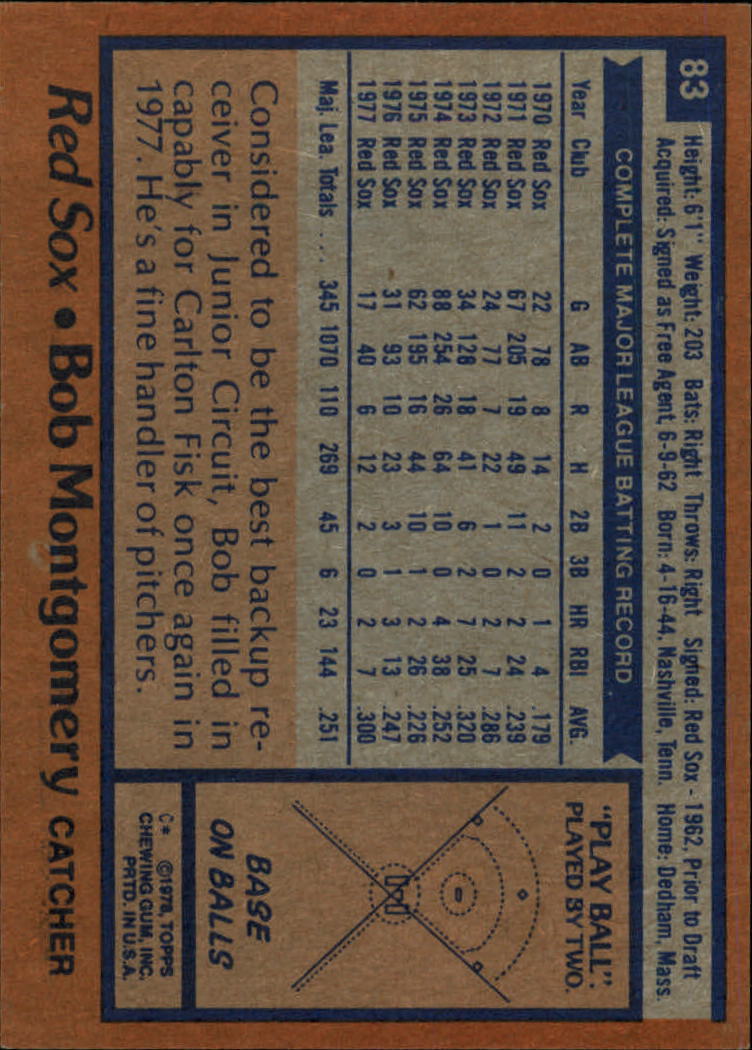 83
Height: 6'1" Weight: 203 Bats: Right Throws: Right Signed: Red Sox - 1962, Prior to Draft
Acquired: Signed as Free Agent, 6-9-62 Born: 4-16-44, Nashville, Tenn. Home: Dedham, Mass.
COMPLETE MAJOR LEAGUE BATTING RECORD
Year Club G AB R H 2B 3B HR RBI AVG.
1970 Red Sox 22 78 8 14 2 0 1 4 .179
1971 Red Sox 67 205 19 49 11 2 2 24 .239
1972 Red Sox 24 77 7 22 1 0 2 7 .286
1973 Red Sox 34 128 18 41 6 2 7 25 .320
1974 Red Sox 88 254 26 64 10 0 4 38 .252
1975 Red Sox 62 195 16 44 10 1 2 26 .226
1976 Red Sox 31 93 10 23 3 1 3 13 .247
1977 Red Sox 17 40 6 12 2 0 2 7 .300
Maj. Lea. Totals ... 345 1070 110 269 45 6 23 144 .251
Considered to be the best backup re-
ceiver in Junior Circuit, Bob filled in
capably for Carlton Fisk once again in
1977. He's a fine handler of pitchers.
"PLAY BALL":
PLAYED BY TWO.
BASE
ON BALLS
C* ©1978, TOPPS
CHEWING GUM, INC.
PRTD. IN U.S.A.
Red Sox • Bob Montgomery CATCHER